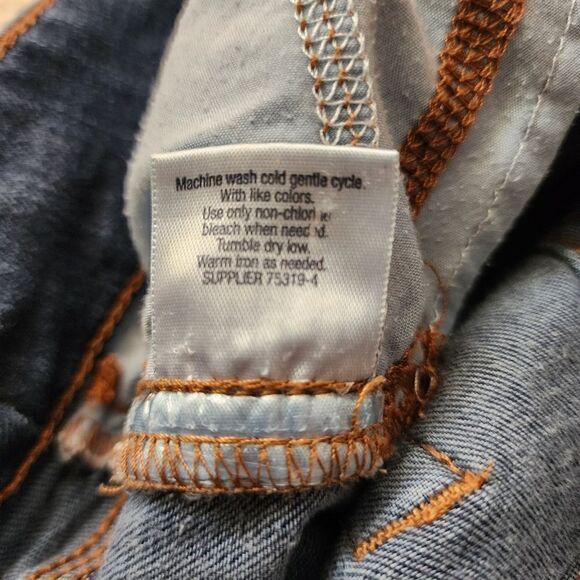 Machine wash cold gentle cycle.
With like colors.
Use only non-chlorine
bleach when needed.
Tumble dry low.
Warm iron as needed.
SUPPLIER 75319-4